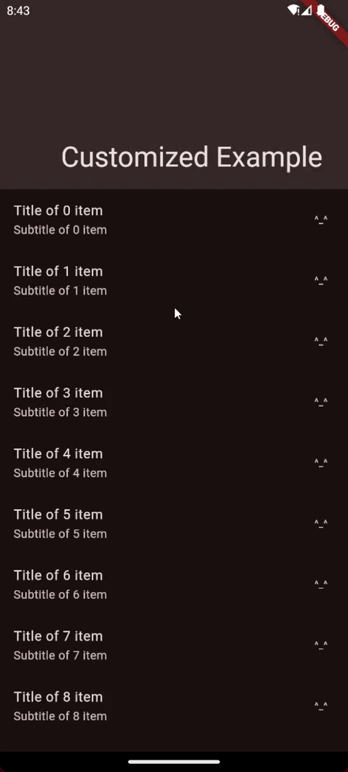 8:43
DEBUG
Customized Example
Title of 0 item
Subtitle of 0 item
^_^
Title of 1 item
Subtitle of 1 item
^_^
Title of 2 item
Subtitle of 2 item
^_^
Title of 3 item
Subtitle of 3 item
^_^
Title of 4 item
Subtitle of 4 item
^_^
Title of 5 item
Subtitle of 5 item
^_^
Title of 6 item
Subtitle of 6 item
^_^
Title of 7 item
Subtitle of 7 item
^_^
Title of 8 item
Subtitle of 8 item
^_^